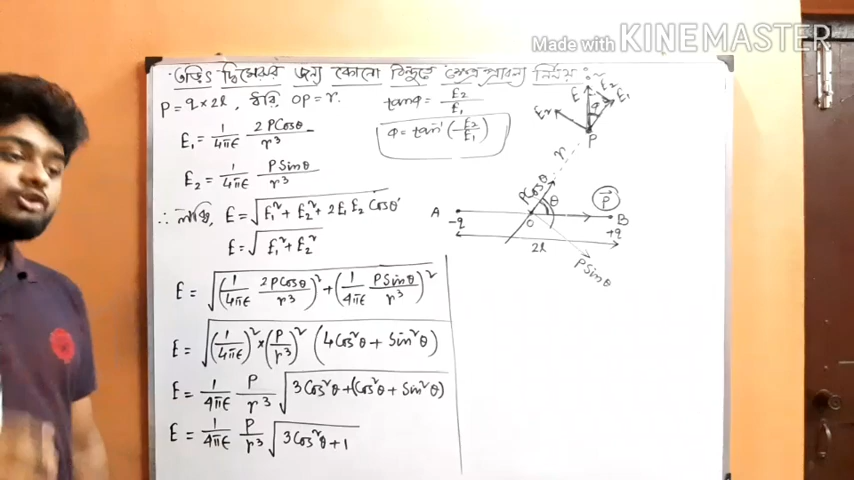 Made with KINEMASTER
তড়িৎ দ্বিমেরুর জন্য কোনো বিন্দুতে ক্ষেত্র প্রাবল্য নির্ণয় :~
P = q × 2l , ধরি, OP = r.
E₁ = 1/4πϵ 2PCosθ/r³
E₂ = 1/4πϵ PSinθ/r³
∴ লব্ধি, E = √(E₁² + E₂² + 2E₁E₂ Cosθ)
E = √(E₁² + E₂²)
E = √((1/4πϵ 2PCosθ/r³)² + (1/4πϵ PSinθ/r³)²)
E = √((1/4πϵ)² × (P/r³)² (4Cos²θ + Sin²θ))
E = 1/4πϵ P/r³ √(3Cos²θ + (Cos²θ + Sin²θ))
E = 1/4πϵ P/r³ √(3Cos²θ + 1)
tanφ = E₂/E₁
φ = tan⁻¹(E₂/E₁)
E E₂ E₁
φ
P
r
PCosθ
θ
P⃗
A
-q
O
B
+q
2l
PSinθ